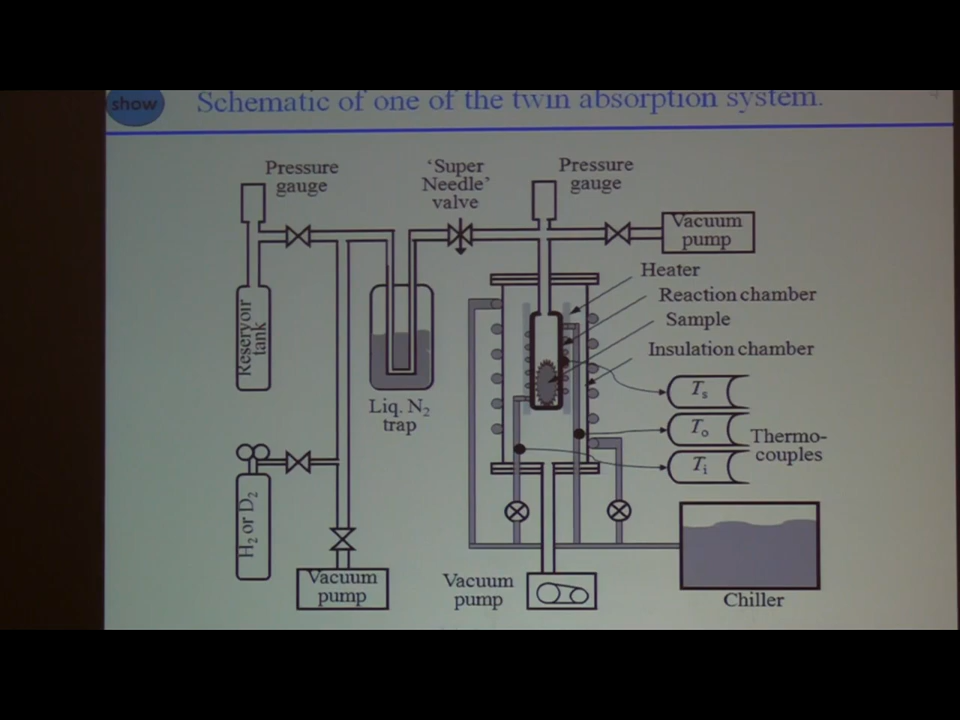 show
Schematic of one of the twin absorption system.
Pressure
gauge
'Super
Needle'
valve
Pressure
gauge
Vacuum
pump
Heater
Reaction chamber
Sample
Insulation chamber
Reservoir
tank
Liq. N₂
trap
Tₛ
Tₒ
Tᵢ
Thermo-
couples
H₂ or D₂
Vacuum
pump
Vacuum
pump
Chiller